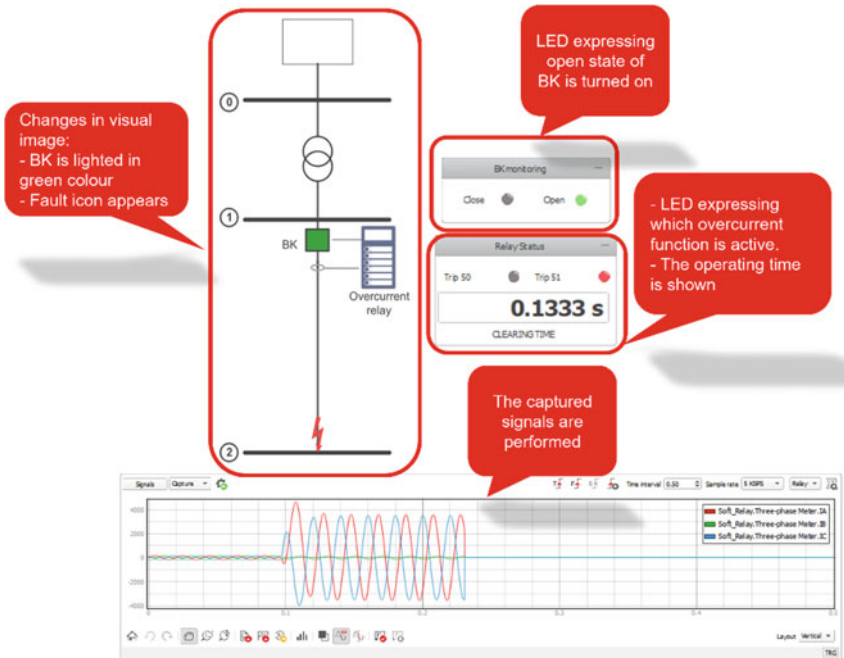 LED expressing
open state of
BK is turned on
Changes in visual
image:
- BK is lighted in
green colour
- Fault icon appears
0
1
BK
Overcurrent
relay
2
BKmonitoring
Close
Open
Relay Status
Trip 50
Trip 51
0.1333 s
CLEARING TIME
- LED expressing
which overcurrent
function is active.
- The operating time
is shown
The captured
signals are
performed
Signals
Capture
Time interval
0.50
Sample rate
5 KSPS
Relay
4000
2000
0
-2000
-4000
Soft_Relay.Three-phase Meter.IA
Soft_Relay.Three-phase Meter.IB
Soft_Relay.Three-phase Meter.IC
0
0.1
0.2
0.3
0.4
0.5
Layout
Vertical
TRG